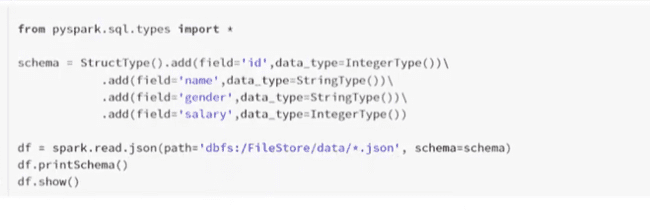 from pyspark.sql.types import *
schema = StructType().add(field='id',data_type=IntegerType())\
.add(field='name',data_type=StringType())\
.add(field='gender',data_type=StringType())\
.add(field='salary',data_type=IntegerType())
df = spark.read.json(path='dbfs:/FileStore/data/*.json', schema=schema)
df.printSchema()
df.show()